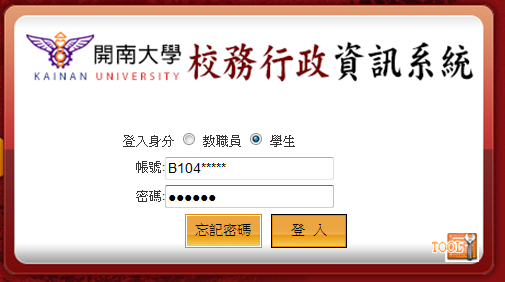 開南大學 校務行政資訊系統
KAINAN UNIVERSITY
登入身分 教職員 學生
帳號:B104*****
密碼:●●●●●●
忘記密碼 登 入
TOOL